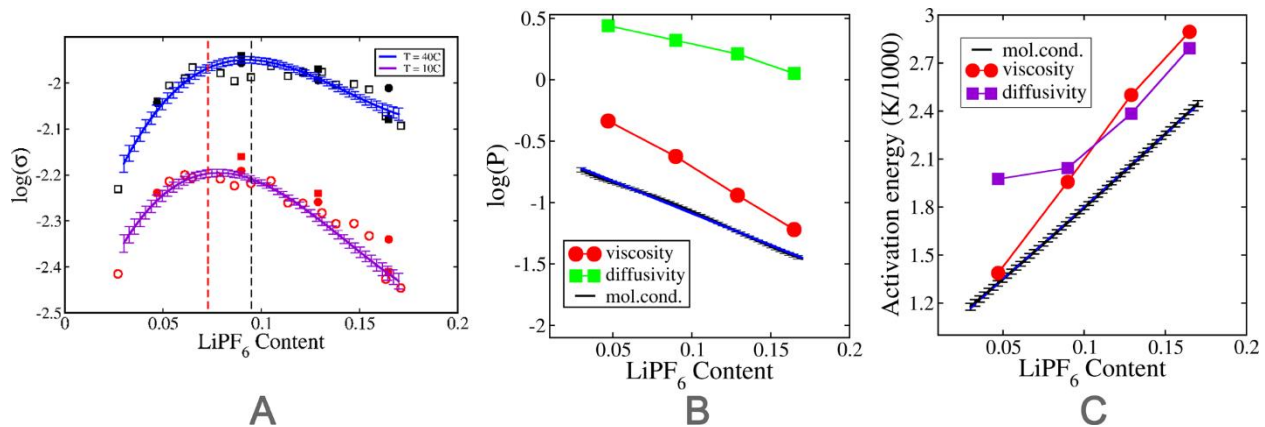 log(σ)
-2
-2.1
-2.2
-2.3
-2.4
-2.5
T = 40C
T = 10C
0
0.05
0.1
0.15
0.2
LiPF6 Content
A
log(P)
0.5
0
-0.5
-1
-1.5
-2
viscosity
diffusivity
mol.cond.
0.05
0.10
0.15
0.2
LiPF6 Content
B
Activation energy (K/1000)
3
2.7
2.4
2.1
1.8
1.5
1.2
mol.cond.
viscosity
diffusivity
0.05
0.10
0.15
0.2
LiPF6 Content
C